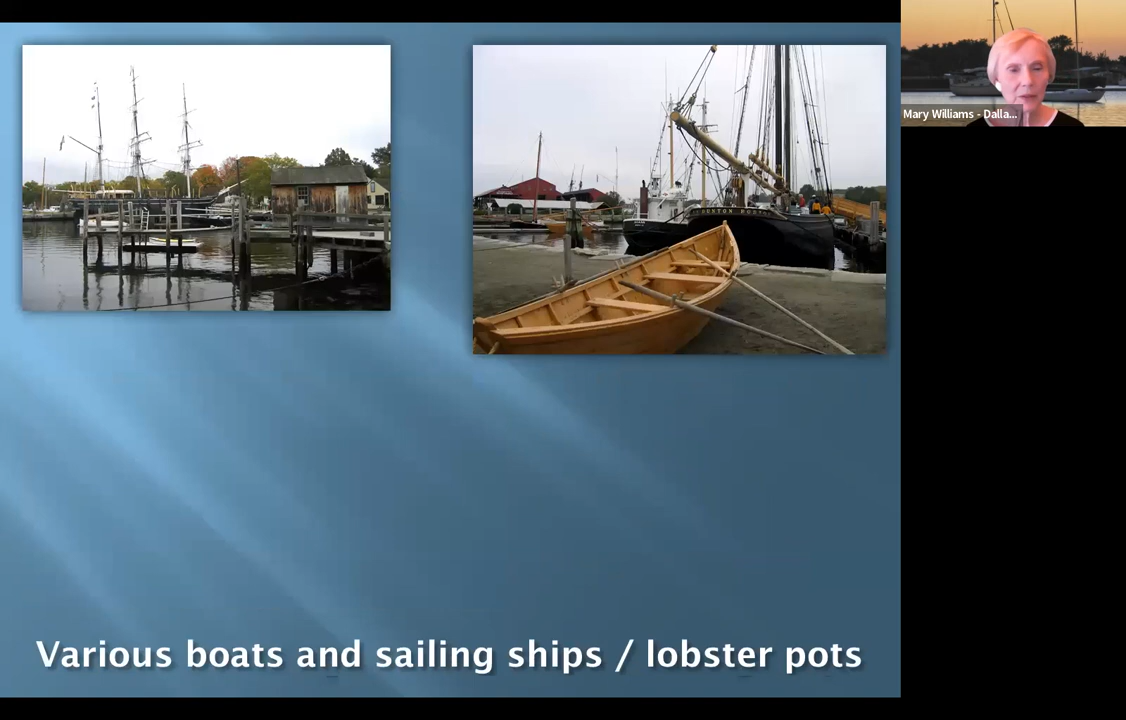 Mary Williams - Dalla...
Various boats and sailing ships / lobster pots